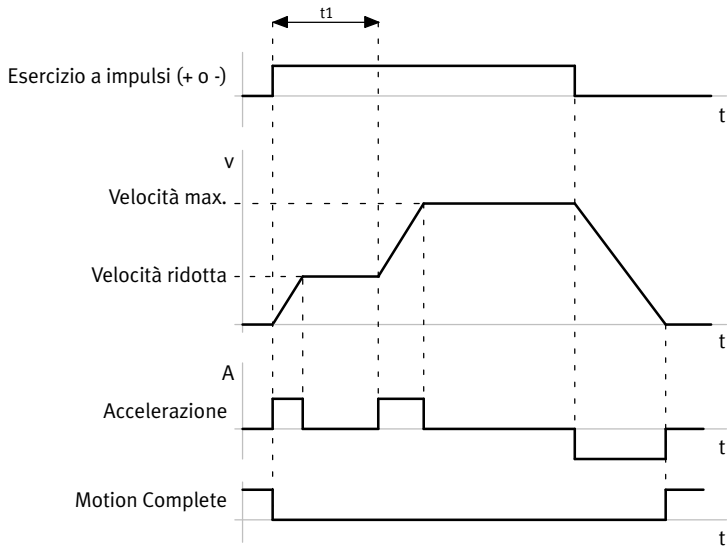 t1
Esercizio a impulsi (+ o -)
t
v
Velocità max.
Velocità ridotta
t
A
Accelerazione
t
Motion Complete
t